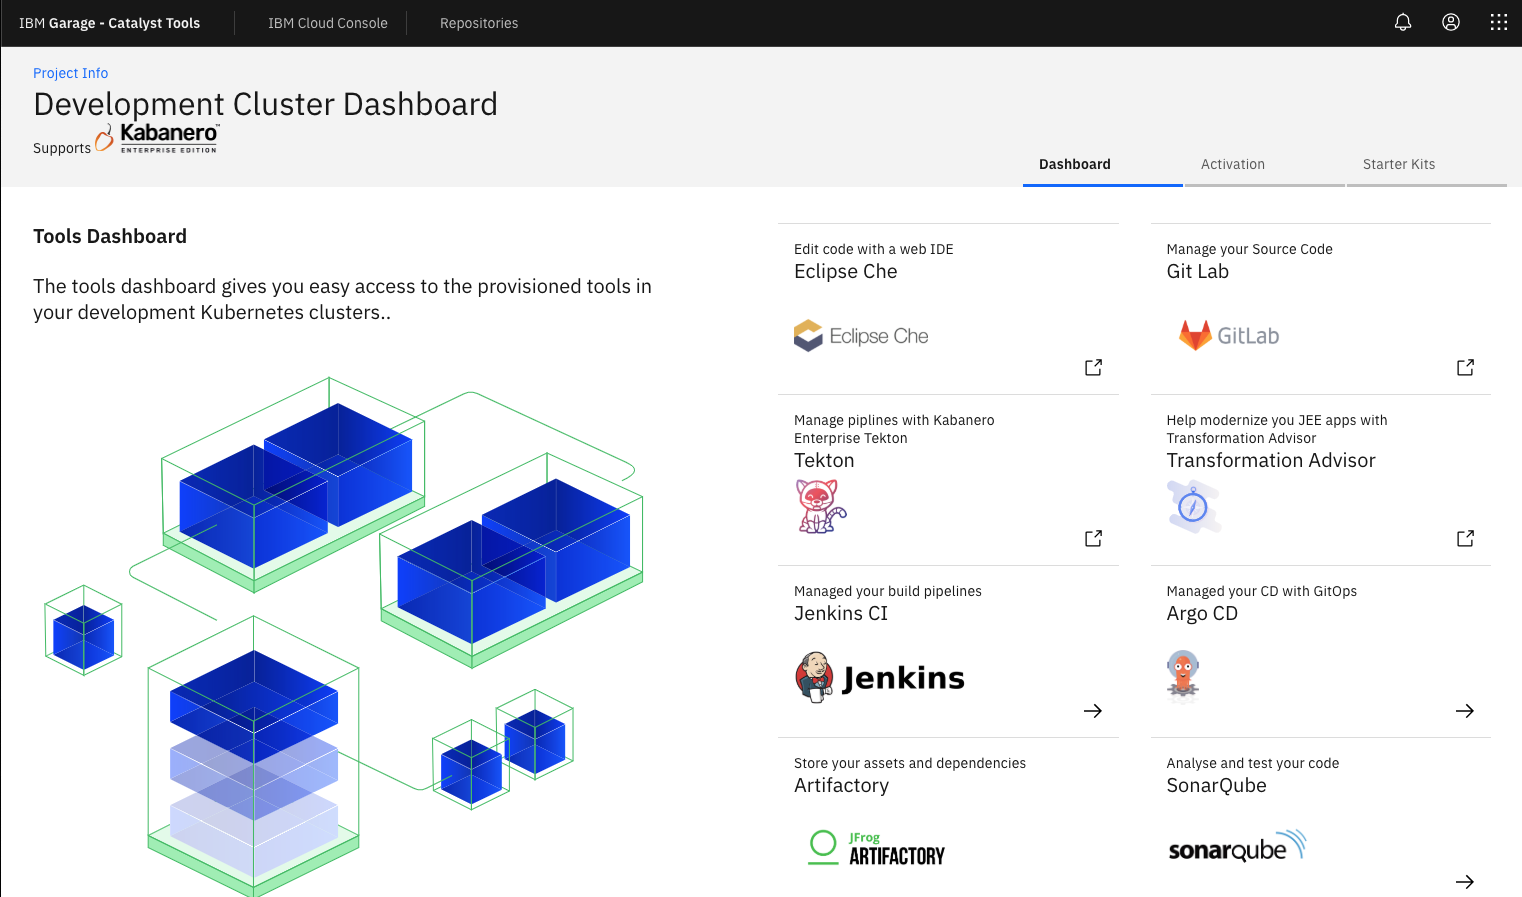 IBM Garage - Catalyst Tools
IBM Cloud Console
Repositories
Project Info
Development Cluster Dashboard
Supports Kabanero™
ENTERPRISE EDITION
Dashboard
Activation
Starter Kits
Tools Dashboard
The tools dashboard gives you easy access to the provisioned tools in
your development Kubernetes clusters..
Edit code with a web IDE
Eclipse Che
Eclipse Che
Manage your Source Code
Git Lab
GitLab
Manage piplines with Kabanero
Enterprise Tekton
Tekton
Help modernize you JEE apps with
Transformation Advisor
Transformation Advisor
Managed your build pipelines
Jenkins CI
Jenkins
Managed your CD with GitOps
Argo CD
Store your assets and dependencies
Artifactory
JFrog
ARTIFACTORY
Analyse and test your code
SonarQube
sonarqube